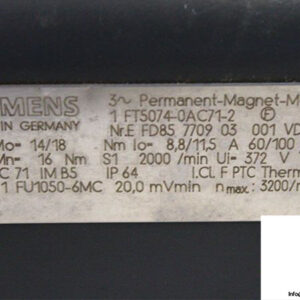 EMENS 3~ Permanent-Magnet-M
IN GERMANY 1 FT5074-0AC71-2 F
Nr.E FD85 7709 03 001 VD
Mo= 14/18 Nm Io= 8,8/11,5 A 60/100
Mn= 16 Nm S1 2000 /min Ui= 372 V
C 71 IM B5 IP 64 I.Cl.F PTC Therm
1 FU1050-6MC 20,0 mVmin nmax.: 3200/m